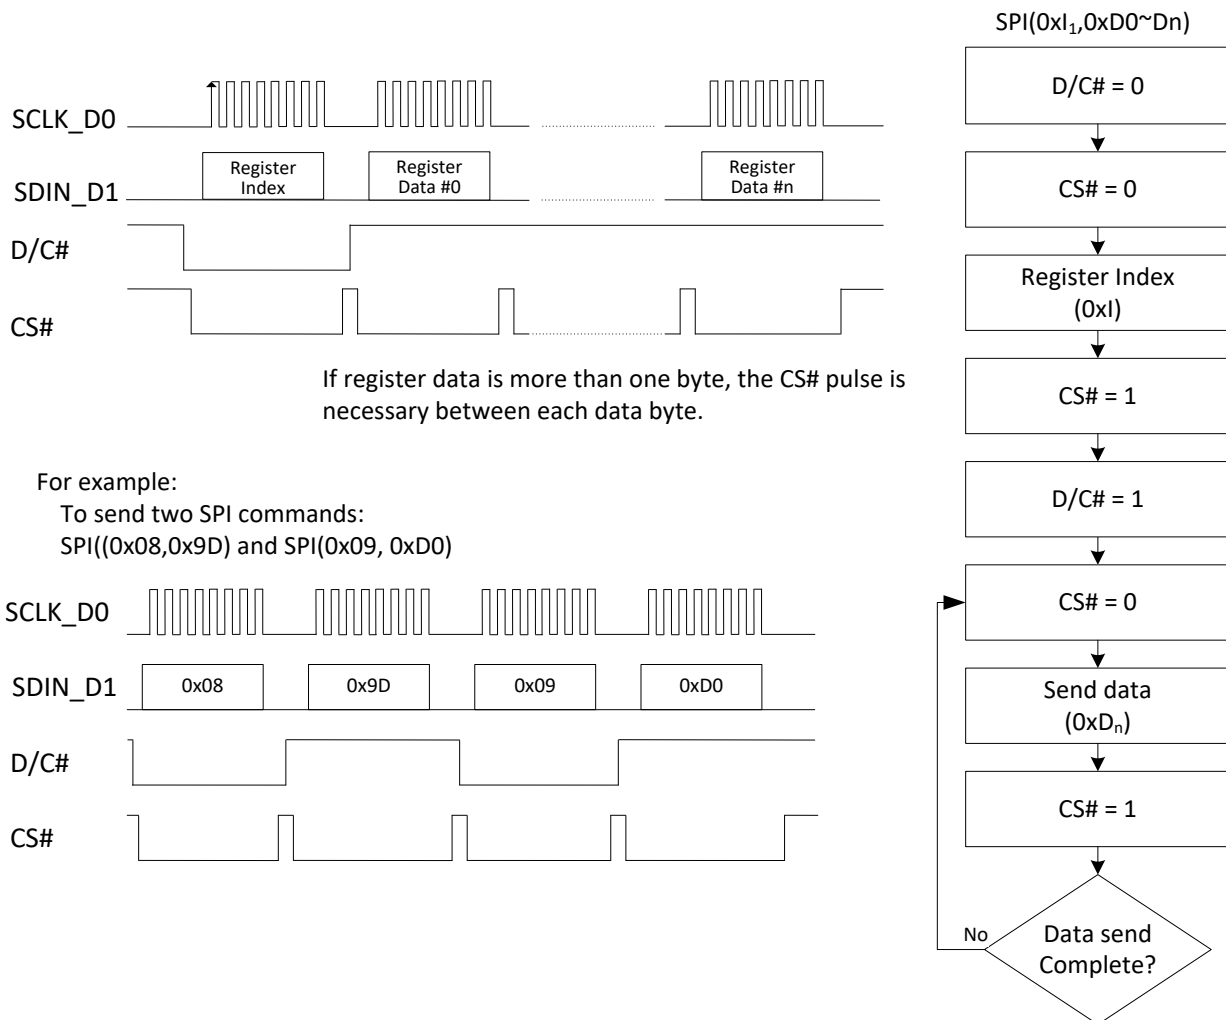 SCLK_D0
SDIN_D1
Register
Index
Register
Data #0
Register
Data #n
D/C#
CS#
If register data is more than one byte, the CS# pulse is
necessary between each data byte.
For example:
To send two SPI commands:
SPI((0x08,0x9D) and SPI(0x09, 0xD0)
SCLK_D0
SDIN_D1
0x08
0x9D
0x09
0xD0
D/C#
CS#
SPI(0xI₁,0xD0~Dn)
D/C# = 0
CS# = 0
Register Index
(0xI)
CS# = 1
D/C# = 1
CS# = 0
Send data
(0xDₙ)
CS# = 1
No
Data send
Complete?